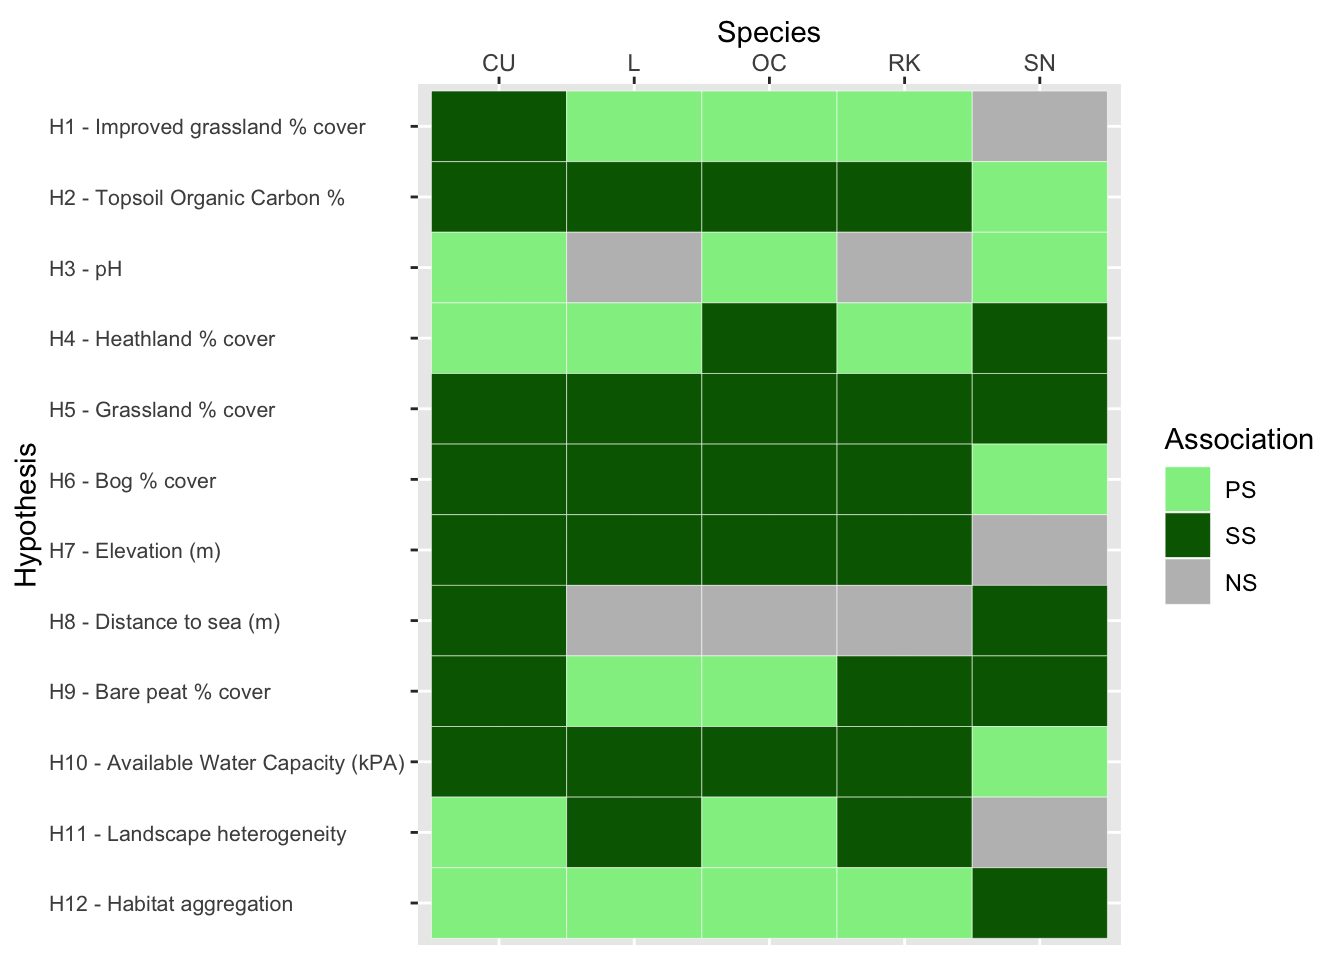 Species
CU L OC RK SN
H1 - Improved grassland % cover
H2 - Topsoil Organic Carbon %
H3 - pH
H4 - Heathland % cover
H5 - Grassland % cover
H6 - Bog % cover
H7 - Elevation (m)
H8 - Distance to sea (m)
H9 - Bare peat % cover
H10 - Available Water Capacity (kPA)
H11 - Landscape heterogeneity
H12 - Habitat aggregation
Hypothesis
Association
PS
SS
NS